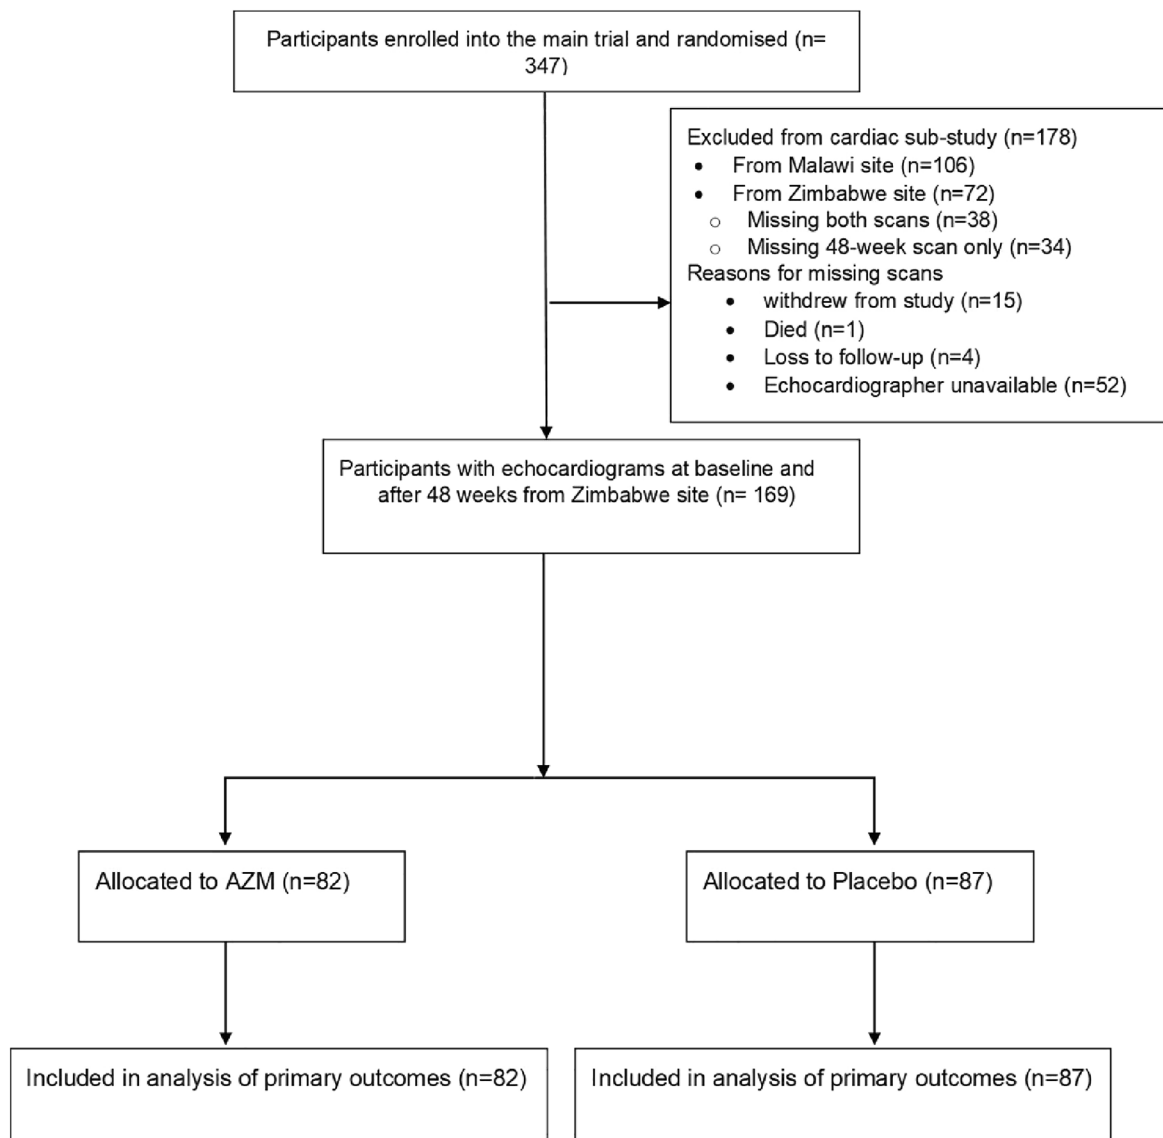 Participants enrolled into the main trial and randomised (n=
347)
Excluded from cardiac sub-study (n=178)
• From Malawi site (n=106)
• From Zimbabwe site (n=72)
o Missing both scans (n=38)
o Missing 48-week scan only (n=34)
Reasons for missing scans
• withdrew from study (n=15)
• Died (n=1)
• Loss to follow-up (n=4)
• Echocardiographer unavailable (n=52)
Participants with echocardiograms at baseline and
after 48 weeks from Zimbabwe site (n= 169)
Allocated to AZM (n=82)
Allocated to Placebo (n=87)
Included in analysis of primary outcomes (n=82)
Included in analysis of primary outcomes (n=87)